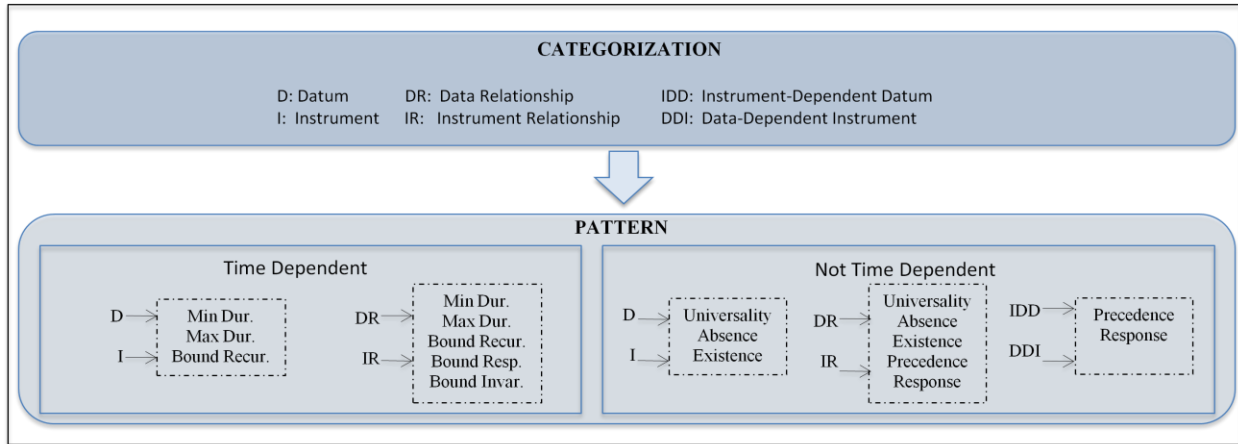 CATEGORIZATION
D: Datum DR: Data Relationship IDD: Instrument-Dependent Datum
I: Instrument IR: Instrument Relationship DDI: Data-Dependent Instrument
PATTERN
Time Dependent
D
I
Min Dur.
Max Dur.
Bound Recur.
DR
IR
Min Dur.
Max Dur.
Bound Recur.
Bound Resp.
Bound Invar.
Not Time Dependent
D
I
Universality
Absence
Existence
DR
IR
Universality
Absence
Existence
Precedence
Response
IDD
DDI
Precedence
Response